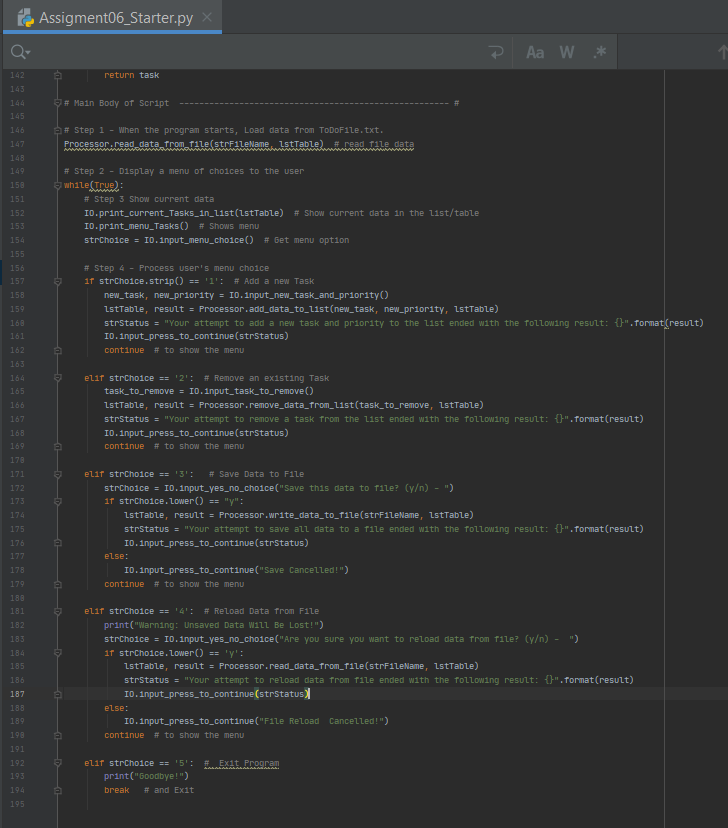 Assigment06_Starter.py
Aa W .*
142 return task
143
144 # Main Body of Script ------------------------------------------------------ #
145
146 # Step 1 - When the program starts, Load data from ToDoFile.txt.
147 Processor.read_data_from_file(strFileName, lstTable)  # read file data
148
149 # Step 2 - Display a menu of choices to the user
150 while(True):
151 # Step 3 Show current data
152 IO.print_current_Tasks_in_list(lstTable)  # Show current data in the list/table
153 IO.print_menu_Tasks()  # Shows menu
154 strChoice = IO.input_menu_choice()  # Get menu option
155
156 # Step 4 - Process user's menu choice
157 if strChoice.strip() == '1':  # Add a new Task
158 new_task, new_priority = IO.input_new_task_and_priority()
159 lstTable, result = Processor.add_data_to_list(new_task, new_priority, lstTable)
160 strStatus = "Your attempt to add a new task and priority to the list ended with the following result: {}".format(result)
161 IO.input_press_to_continue(strStatus)
162 continue  # to show the menu
163
164 elif strChoice == '2':  # Remove an existing Task
165 task_to_remove = IO.input_task_to_remove()
166 lstTable, result = Processor.remove_data_from_list(task_to_remove, lstTable)
167 strStatus = "Your attempt to remove a task from the list ended with the following result: {}".format(result)
168 IO.input_press_to_continue(strStatus)
169 continue  # to show the menu
170
171 elif strChoice == '3':   # Save Data to File
172 strChoice = IO.input_yes_no_choice("Save this data to file? (y/n) - ")
173 if strChoice.lower() == "y":
174 lstTable, result = Processor.write_data_to_file(strFileName, lstTable)
175 strStatus = "Your attempt to save all data to a file ended with the following result: {}".format(result)
176 IO.input_press_to_continue(strStatus)
177 else:
178 IO.input_press_to_continue("Save Cancelled!")
179 continue  # to show the menu
180
181 elif strChoice == '4':  # Reload Data from File
182 print("Warning: Unsaved Data Will Be Lost!")
183 strChoice = IO.input_yes_no_choice("Are you sure you want to reload data from file? (y/n) -  ")
184 if strChoice.lower() == 'y':
185 lstTable, result = Processor.read_data_from_file(strFileName, lstTable)
186 strStatus = "Your attempt to reload data from file ended with the following result: {}".format(result)
187 IO.input_press_to_continue(strStatus)
188 else:
189 IO.input_press_to_continue("File Reload  Cancelled!")
190 continue  # to show the menu
191
192 elif strChoice == '5':  #  Exit Program
193 print("Goodbye!")
194 break   # and Exit
195